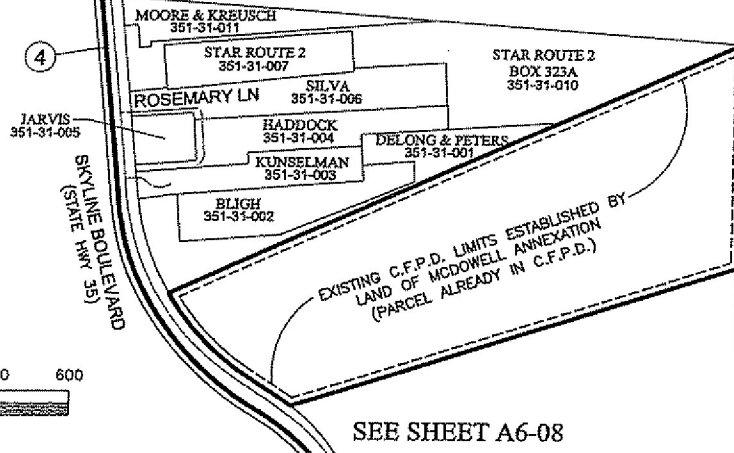 MOORE & KREUSCH
351-31-011
4
STAR ROUTE 2
351-31-007
STAR ROUTE 2
BOX 323A
351-31-010
SILVA
351-31-006
ROSEMARY LN
JARVIS
351-31-005
HADDOCK
351-31-004
DELONG & PETERS
351-31-001
KUNSELMAN
351-31-003
BLIGH
351-31-002
SKYLINE BOULEVARD
(STATE HWY 35)
EXISTING C.F.P.D. LIMITS ESTABLISHED BY
LAND OF MCDOWELL ANNEXATION
(PARCEL ALREADY IN C.F.P.D.)
0 600
SEE SHEET A6-08